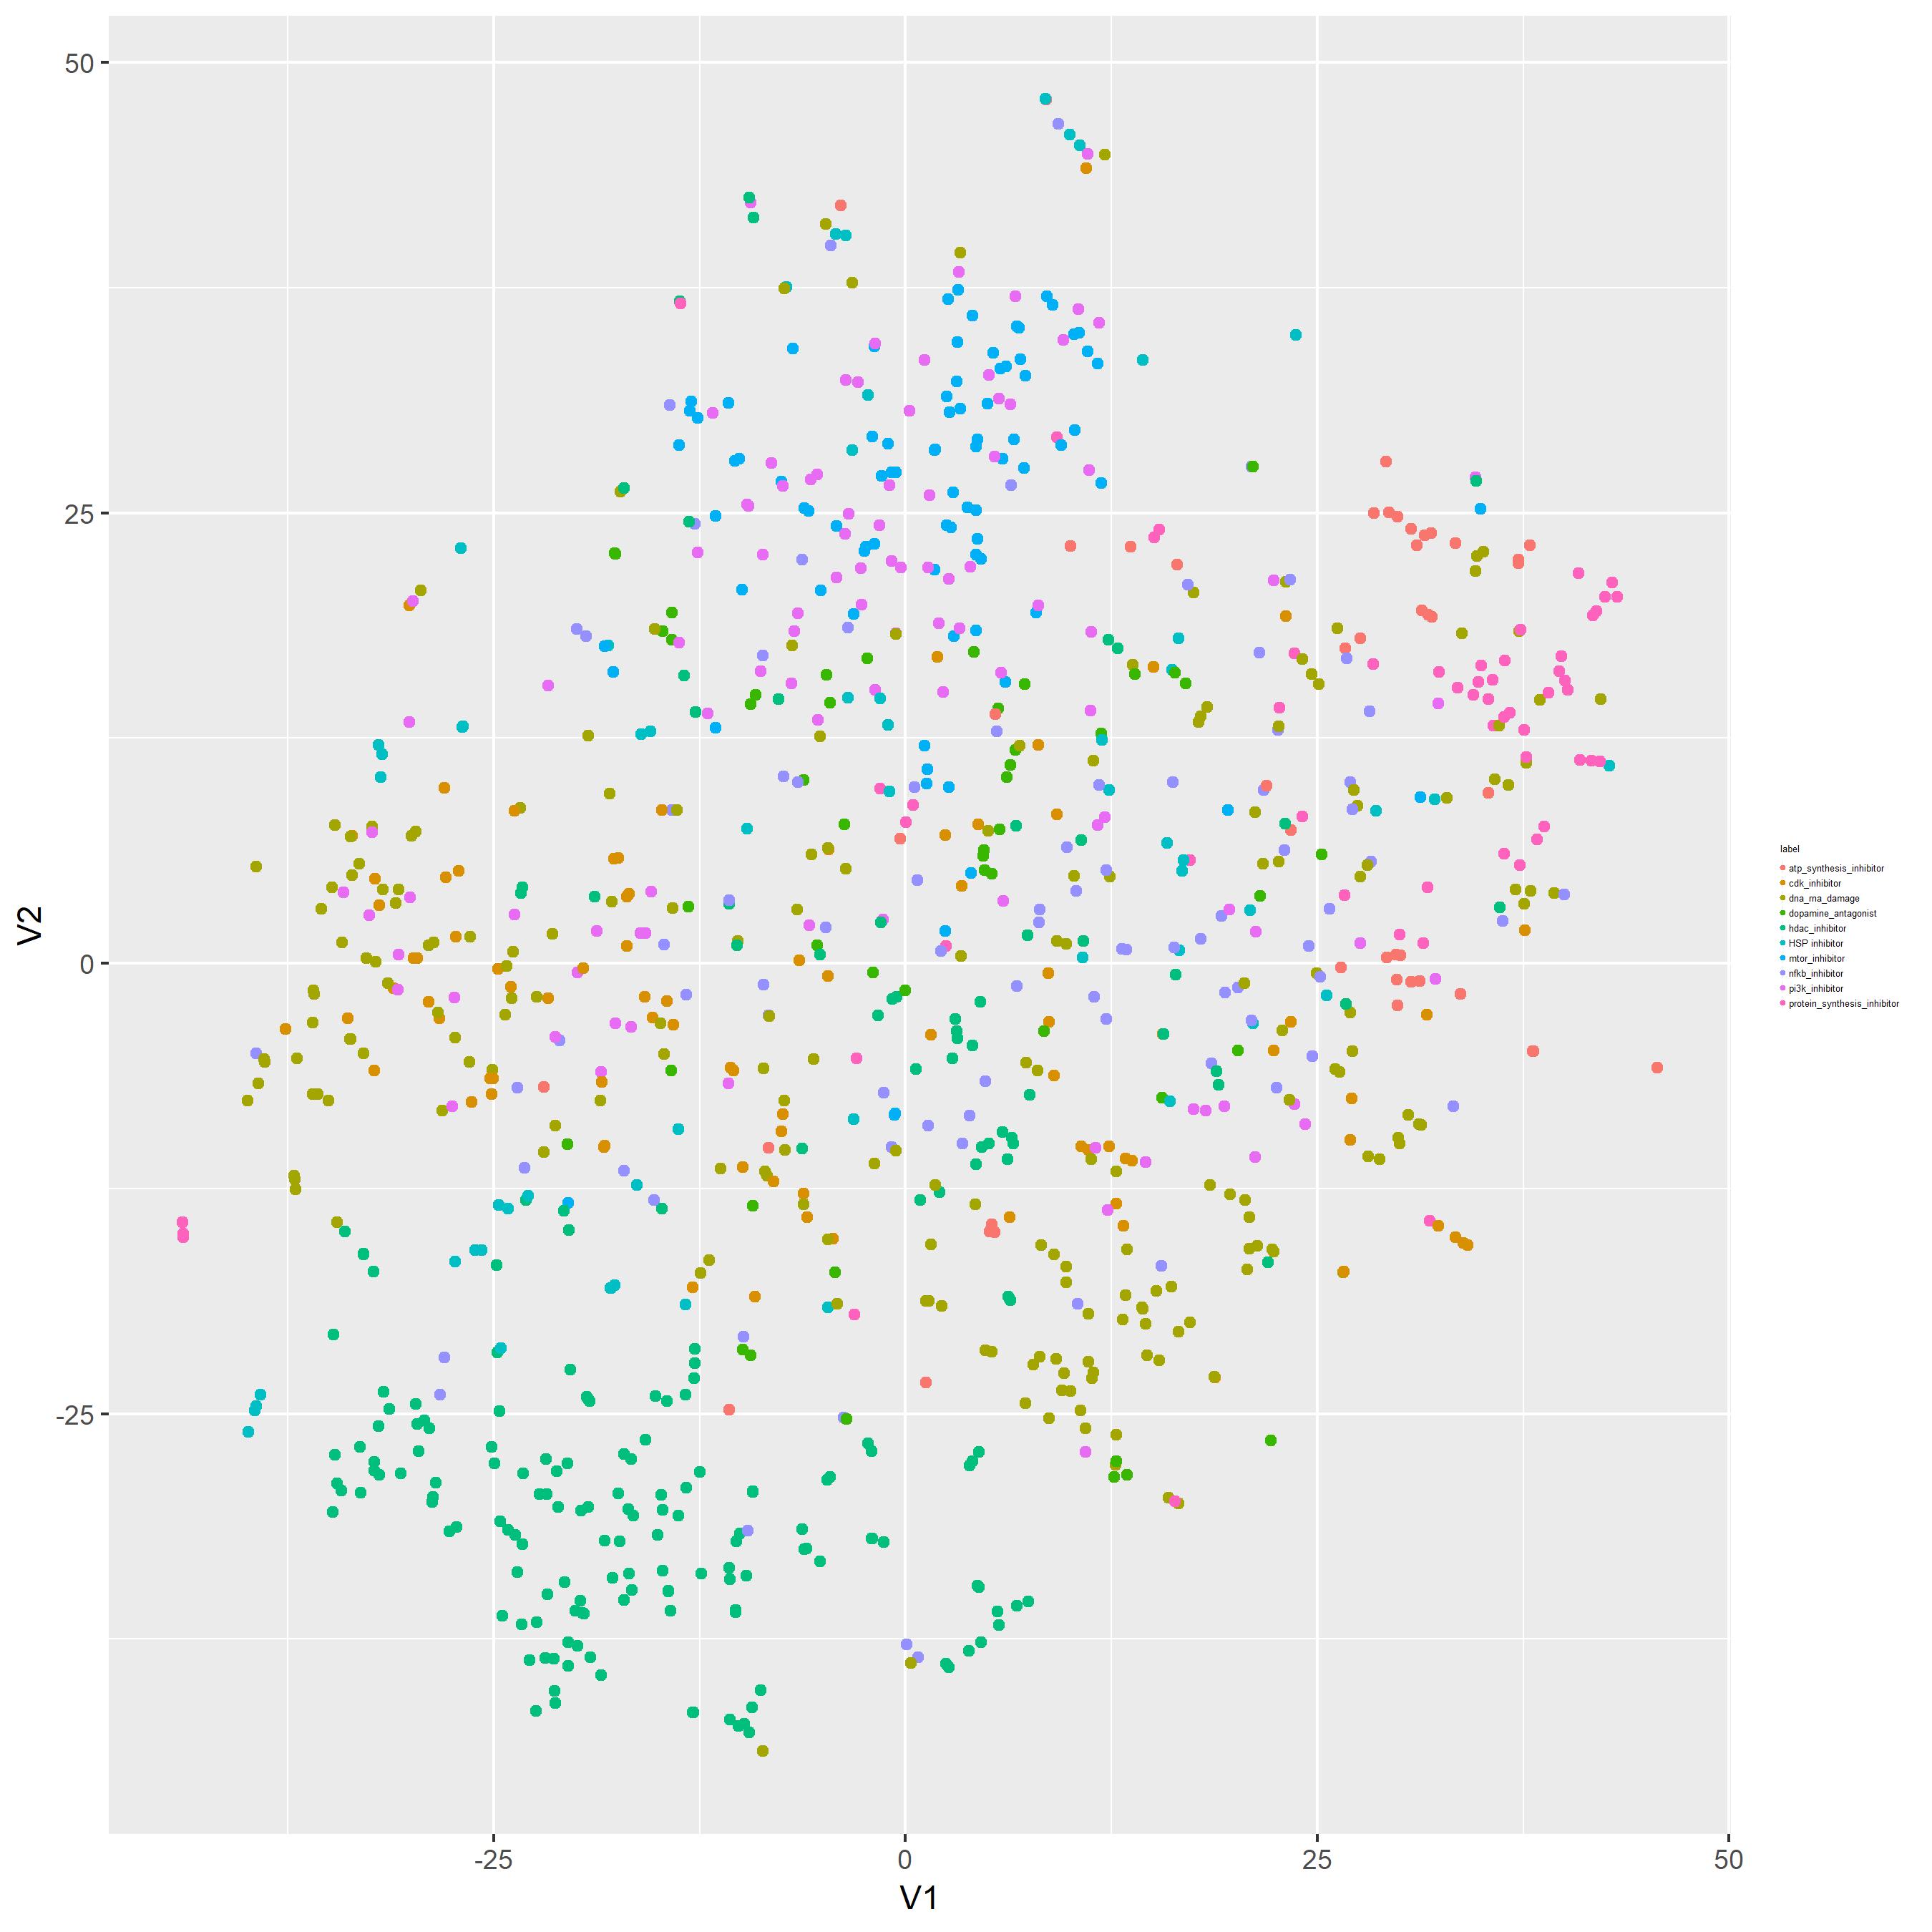 50
25
0
-25
V2
-25
0
25
50
V1
label
atp_synthesis_inhibitor
cdk_inhibitor
dna_rna_damage
dopamine_antagonist
hdac_inhibitor
HSP inhibitor
mtor_inhibitor
nfkb_inhibitor
pi3k_inhibitor
protein_synthesis_inhibitor